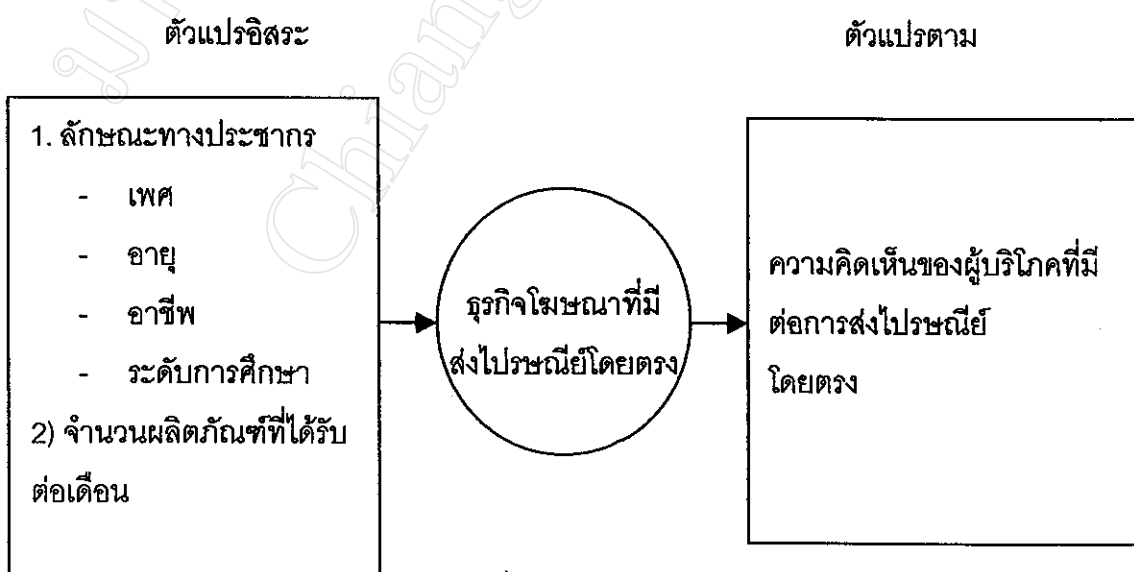 ตัวแปรอิสระ
ตัวแปรตาม
1. ลักษณะทางประชากร
- เพศ
- อายุ
- อาชีพ
- ระดับการศึกษา
2) จำนวนผลิตภัณฑ์ที่ได้รับ
ต่อเดือน
ธุรกิจโฆษณาที่มี
ส่งไปรษณีย์โดยตรง
ความคิดเห็นของผู้บริโภคที่มี
ต่อการส่งไปรษณีย์
โดยตรง
Chiang